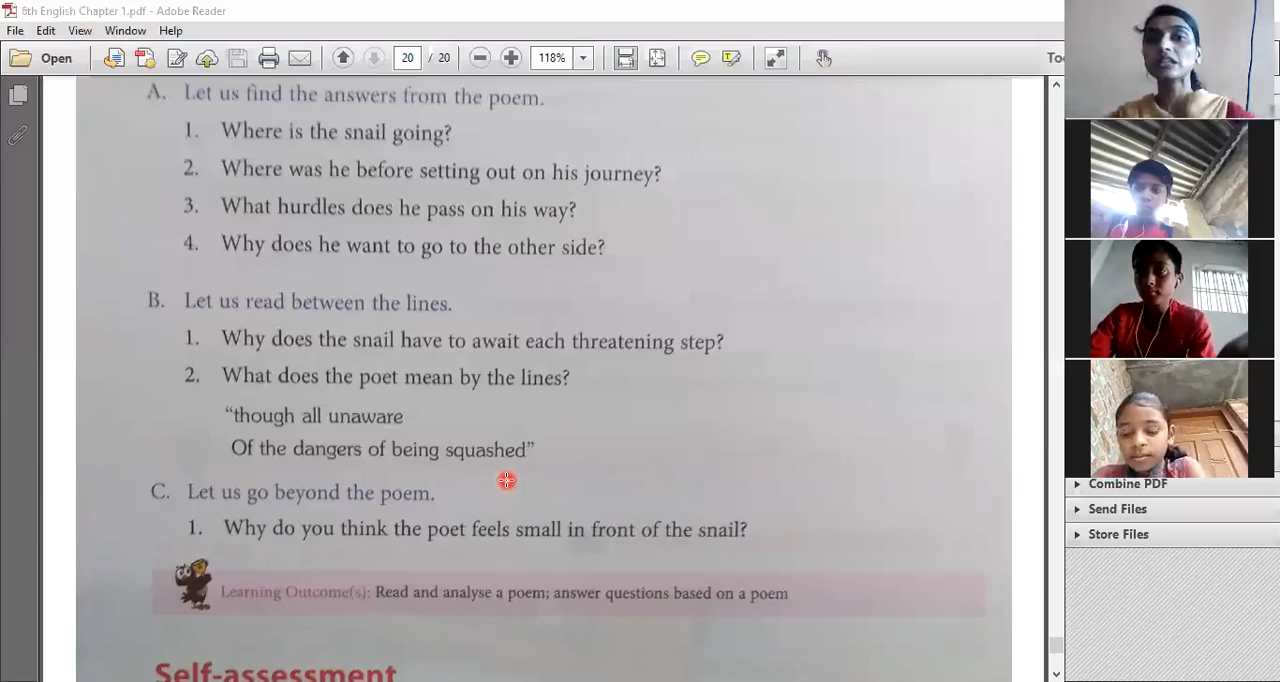 6th English Chapter 1.pdf - Adobe Reader
File Edit View Window Help
Open 20 / 20 118%
A. Let us find the answers from the poem.
1. Where is the snail going?
2. Where was he before setting out on his journey?
3. What hurdles does he pass on his way?
4. Why does he want to go to the other side?
B. Let us read between the lines.
1. Why does the snail have to await each threatening step?
2. What does the poet mean by the lines?
“though all unaware
Of the dangers of being squashed”
C. Let us go beyond the poem.
1. Why do you think the poet feels small in front of the snail?
Learning Outcome(s): Read and analyse a poem; answer questions based on a poem
Self-assessment
Combine PDF
Send Files
Store Files